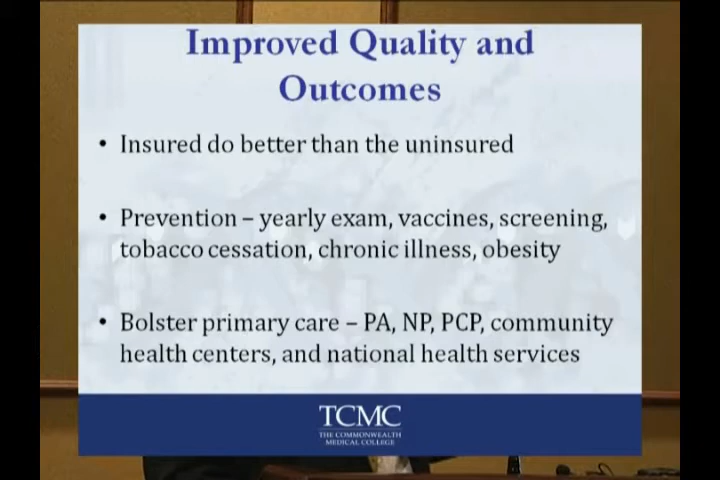 Improved Quality and
Outcomes
• Insured do better than the uninsured
• Prevention – yearly exam, vaccines, screening,
tobacco cessation, chronic illness, obesity
• Bolster primary care – PA, NP, PCP, community
health centers, and national health services
TCMC
THE COMMONWEALTH
MEDICAL COLLEGE